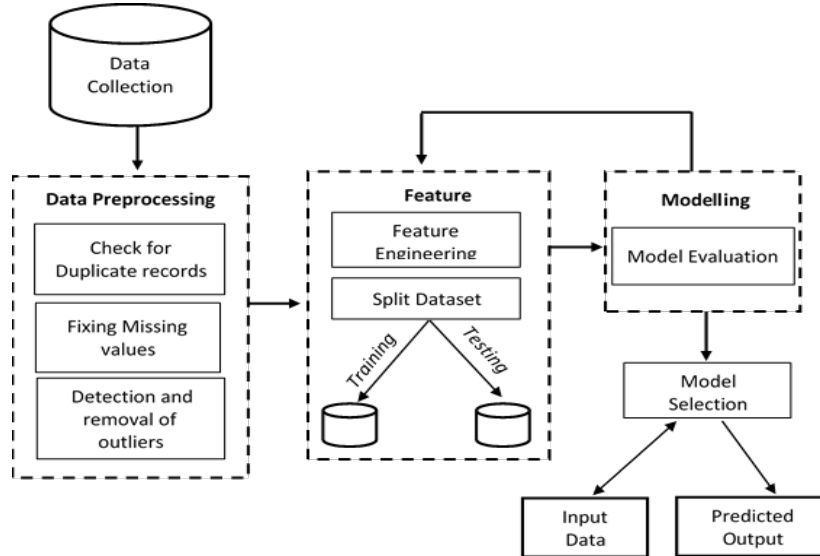 Data
Collection
Data Preprocessing
Check for
Duplicate records
Fixing Missing
values
Detection and
removal of
outliers
Feature
Feature
Engineering
Split Dataset
Training
Testing
Modelling
Model Evaluation
Model
Selection
Input
Data
Predicted
Output